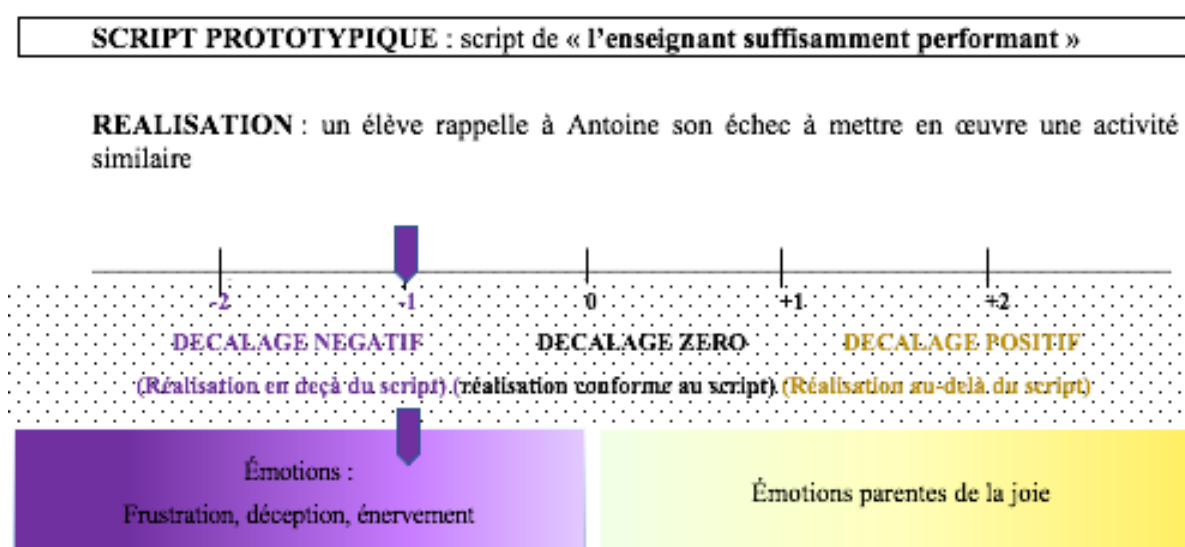 SCRIPT PROTOTYPIQUE : script de « l’enseignant suffisamment performant »
REALISATION : un élève rappelle à Antoine son échec à mettre en œuvre une activité
similaire
-2 -1 0 +1 +2
DECALAGE NEGATIF DECALAGE ZERO DECALAGE POSITIF
(Réalisation en deçà du script) (réalisation conforme au script) (Réalisation au-delà du script)
Émotions :
Frustration, déception, énervement
Émotions parentes de la joie